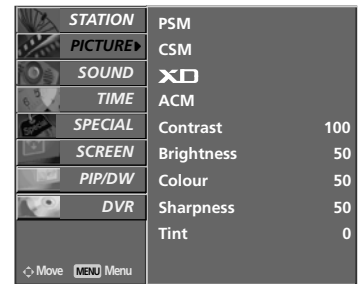 STATION
PICTURE
SOUND
TIME
SPECIAL
SCREEN
PIP/DW
DVR
Move MENU Menu
PSM
CSM
XD
ACM
Contrast 100
Brightness 50
Colour 50
Sharpness 50
Tint 0